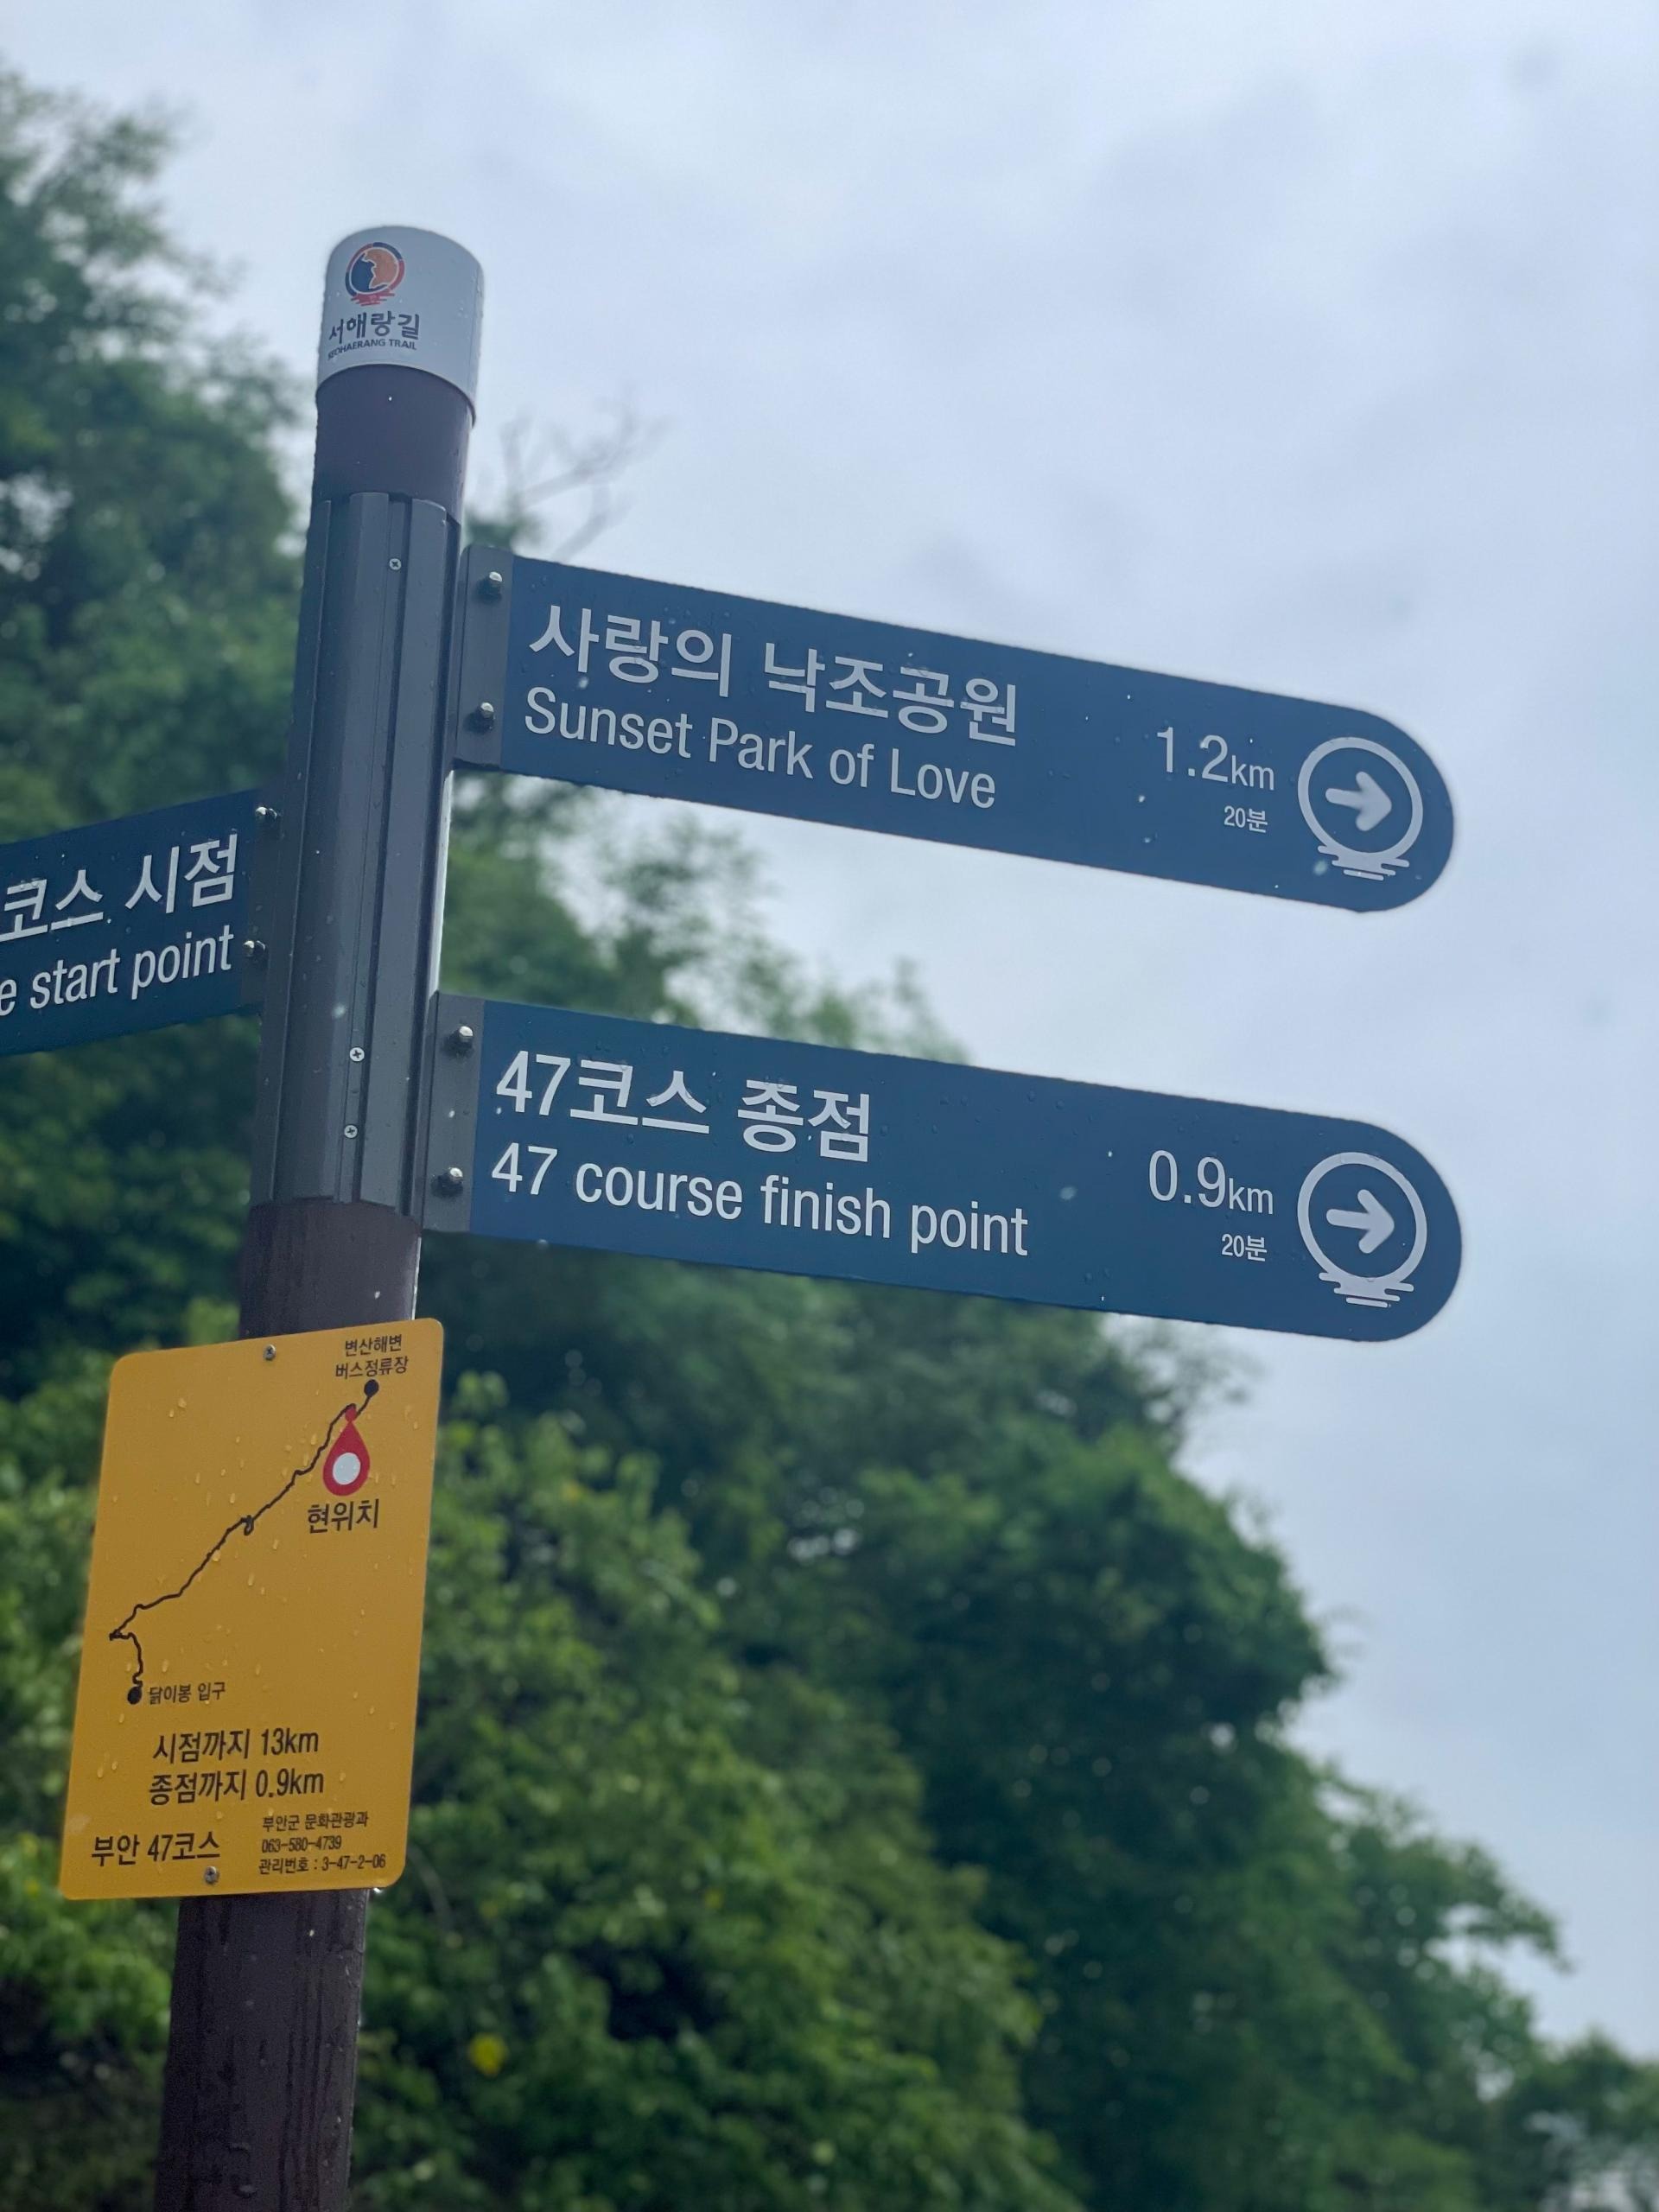 서해랑길
SEOHAERANG TRAIL
사랑의 낙조공원
Sunset Park of Love
1.2km
20분
코스 시점
e start point
47코스 종점
47 course finish point
0.9km
20분
변산해변
버스정류장
현위치
닭이봉 입구
시점까지 13km
종점까지 0.9km
부안 47코스
부안군 문화관광과
063-580-4739
관리번호 : 3-47-2-06